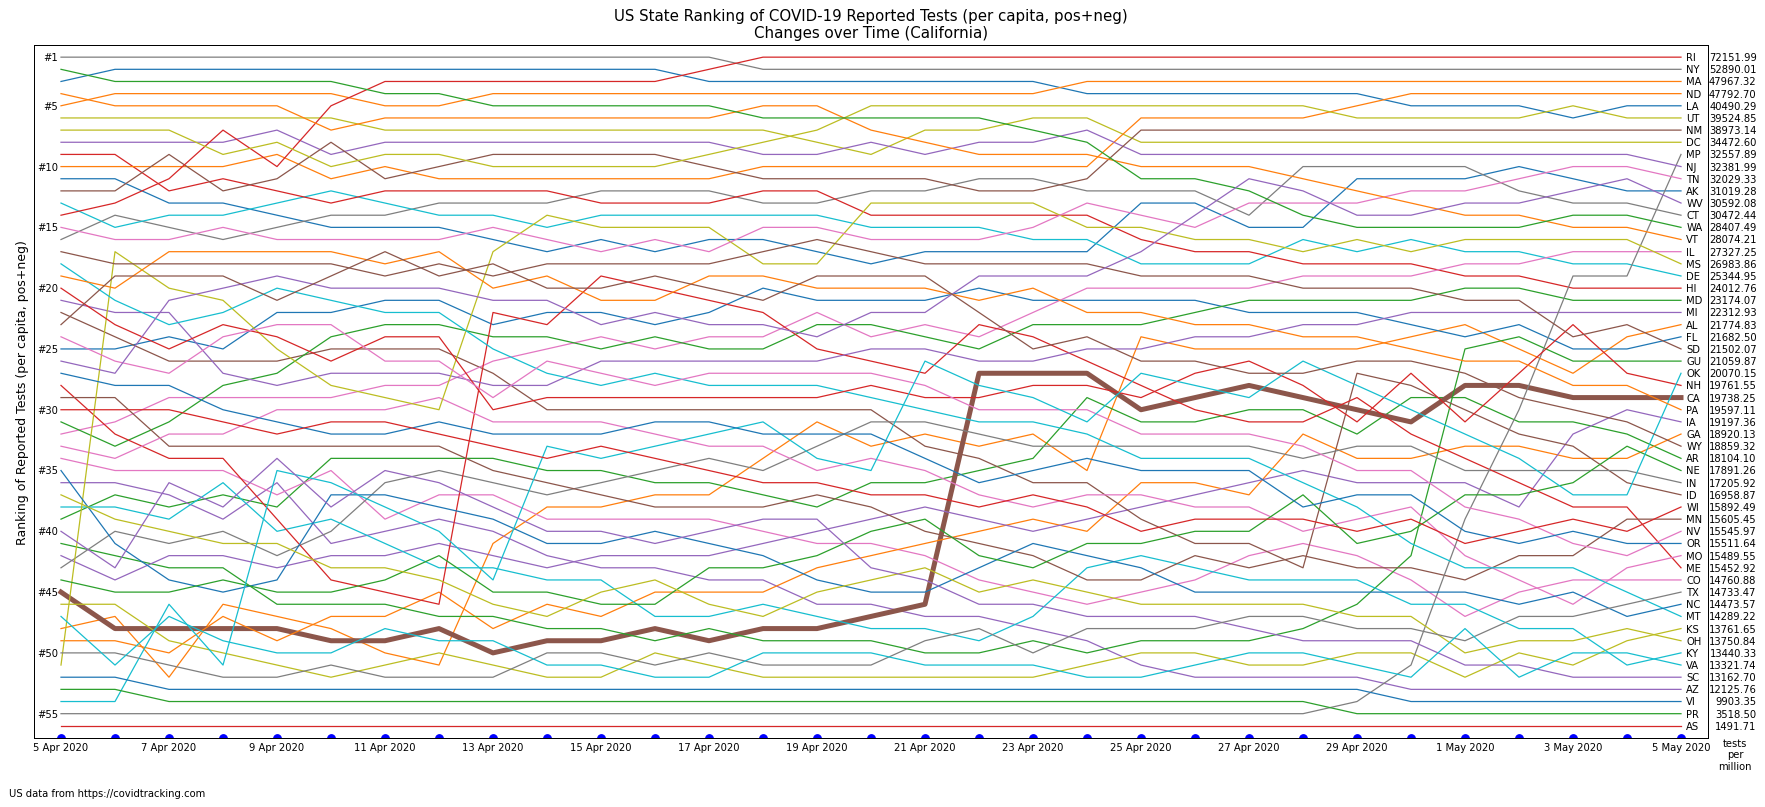 US State Ranking of COVID-19 Reported Tests (per capita, pos+neg)
Changes over Time (California)
Ranking of Reported Tests (per capita, pos+neg)
#1
#5
#10
#15
#20
#25
#30
#35
#40
#45
#50
#55
RI 72151.99
NY 52890.01
MA 47967.32
ND 47792.70
LA 40490.29
UT 39524.85
NM 38973.14
DC 34472.60
MP 32557.89
NJ 32381.99
TN 32029.33
AK 31019.28
WV 30592.08
CT 30472.44
WA 28407.49
VT 28074.21
IL 27327.25
MS 26983.86
DE 25344.95
HI 24012.76
MD 23174.07
MI 22312.93
AL 21774.83
FL 21682.50
SD 21502.07
GU 21059.87
OK 20070.15
NH 19761.55
CA 19738.25
PA 19597.11
IA 19197.36
GA 18920.13
WY 18859.32
AR 18104.10
NE 17891.26
IN 17205.92
ID 16958.87
WI 15892.49
MN 15605.45
NV 15545.97
OR 15511.64
MO 15489.55
ME 15452.92
CO 14760.88
TX 14733.47
NC 14473.57
MT 14289.22
KS 13761.65
OH 13750.84
KY 13440.33
VA 13321.74
SC 13162.70
AZ 12125.76
VI 9903.35
PR 3518.50
AS 1491.71
5 Apr 2020 7 Apr 2020 9 Apr 2020 11 Apr 2020 13 Apr 2020 15 Apr 2020 17 Apr 2020 19 Apr 2020 21 Apr 2020 23 Apr 2020 25 Apr 2020 27 Apr 2020 29 Apr 2020 1 May 2020 3 May 2020 5 May 2020
tests
per
million
US data from https://covidtracking.com